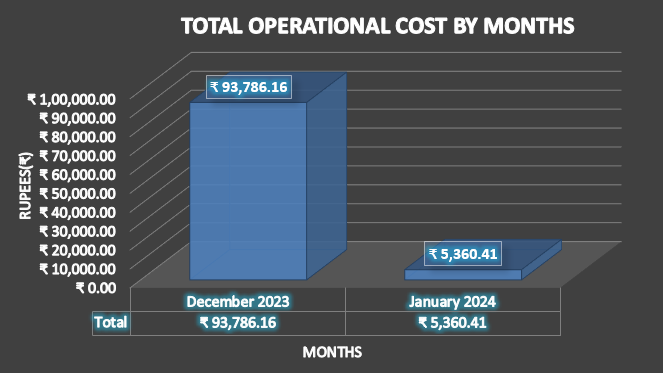 TOTAL OPERATIONAL COST BY MONTHS
₹ 1,00,000.00
₹ 90,000.00
₹ 80,000.00
₹ 70,000.00
₹ 60,000.00
₹ 50,000.00
₹ 40,000.00
₹ 30,000.00
₹ 20,000.00
₹ 10,000.00
₹ 0.00
RUPEES(₹)
₹ 93,786.16
₹ 5,360.41
December 2023 January 2024
Total ₹ 93,786.16 ₹ 5,360.41
MONTHS